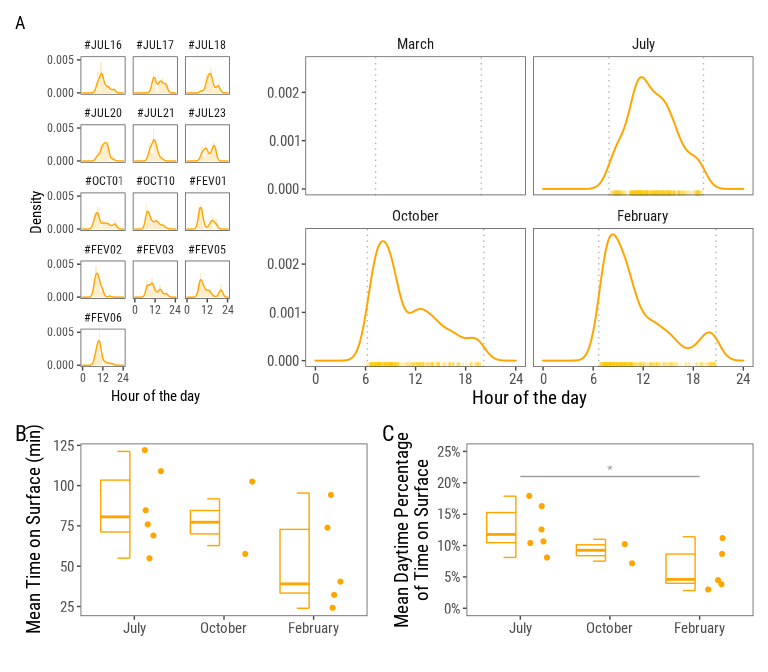 A
#JUL16 #JUL17 #JUL18
0.005
0.000
#JUL20 #JUL21 #JUL23
0.005
0.000
#OCT01 #OCT10 #FEV01
0.005
0.000
#FEV02 #FEV03 #FEV05
0.005
0.000
0 12 24 0 12 24
#FEV06
0.005
0.000
0 12 24
Density
Hour of the day
March July
0.002
0.001
0.000
October February
0.002
0.001
0.000
0 6 12 18 24 0 6 12 18 24
Hour of the day
B
Mean Time on Surface (min)
125
100
75
50
25
July October February
C
Mean Daytime Percentage
of Time on Surface
25%
20%
15%
10%
5%
0%
*
July October February